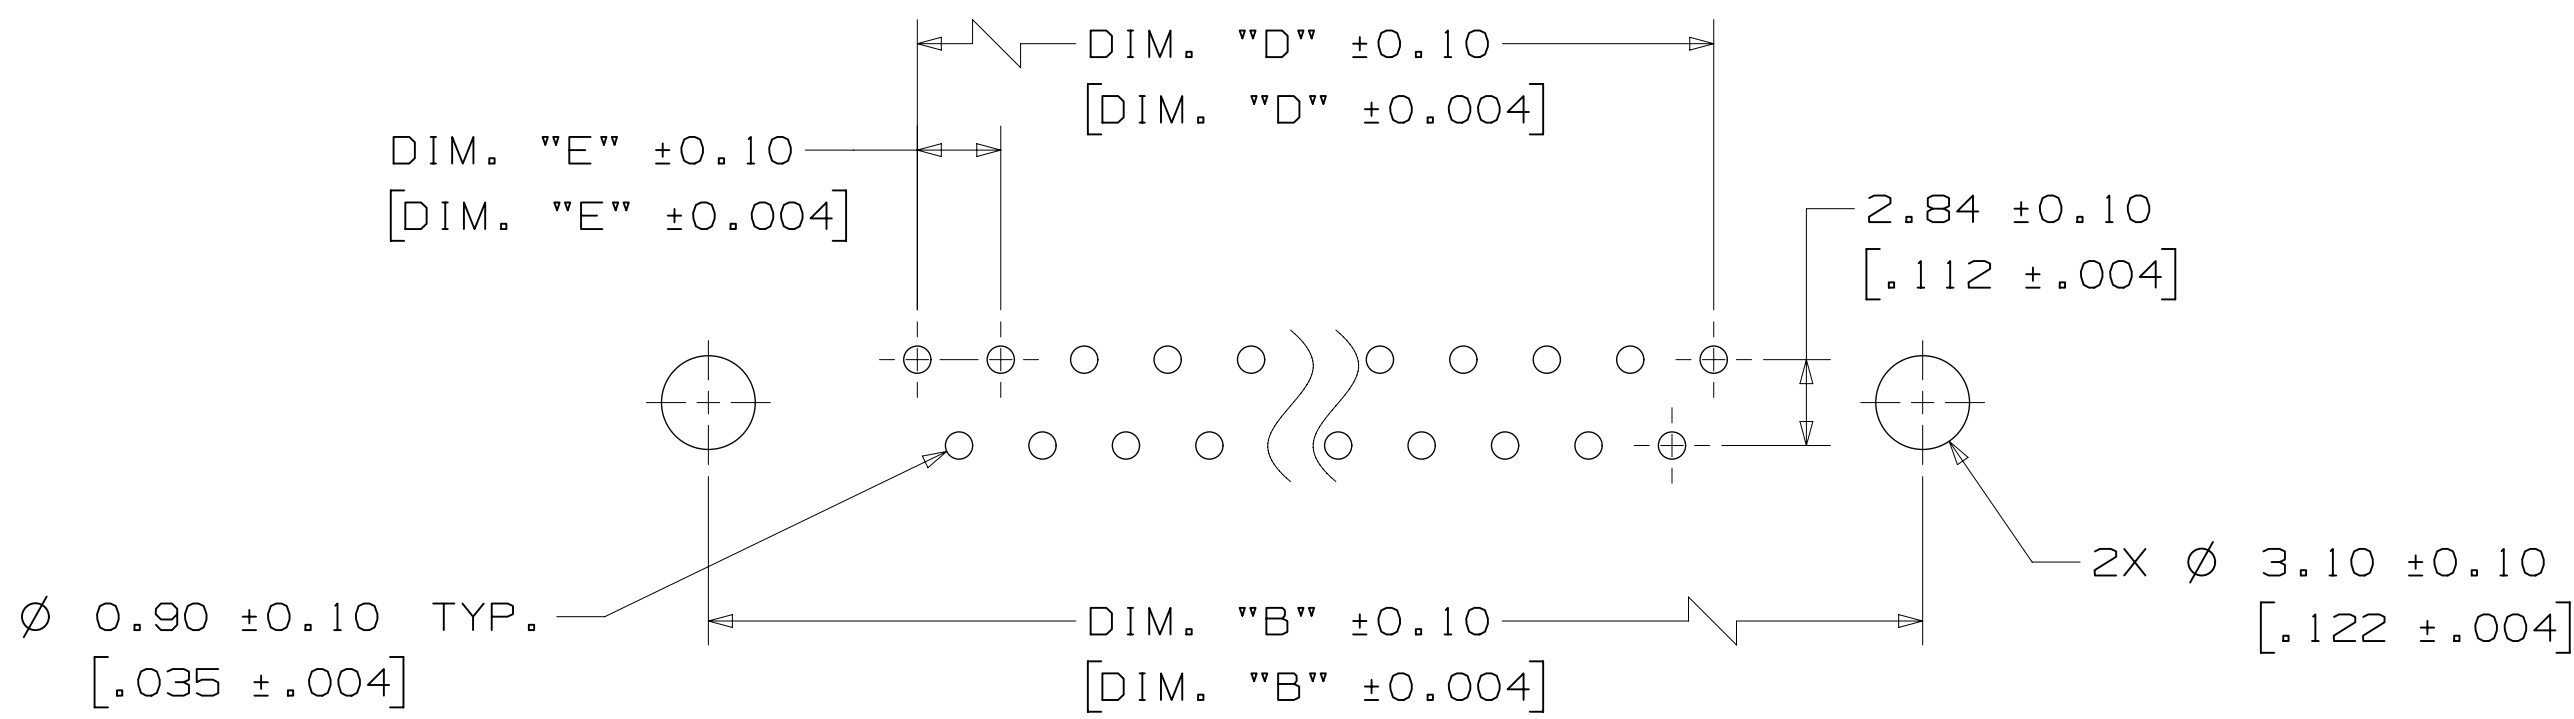 DIM. "D" ±0.10
[DIM. "D" ±0.004]
DIM. "E" ±0.10
[DIM. "E" ±0.004]
2.84 ±0.10
[.112 ±.004]
2X Ø 3.10 ±0.10
[.122 ±.004]
Ø 0.90 ±0.10 TYP.
[.035 ±.004]
DIM. "B" ±0.10
[DIM. "B" ±0.004]